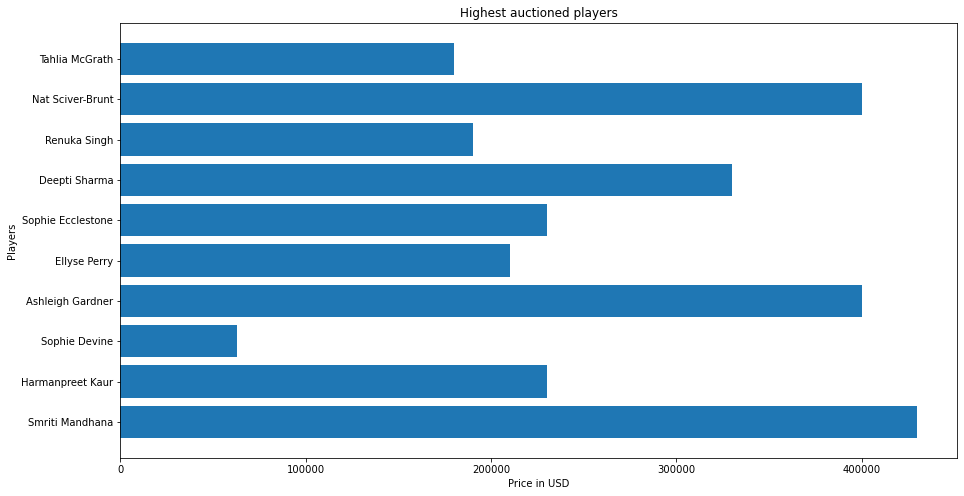 Highest auctioned players
Players
Tahlia McGrath
Nat Sciver-Brunt
Renuka Singh
Deepti Sharma
Sophie Ecclestone
Ellyse Perry
Ashleigh Gardner
Sophie Devine
Harmanpreet Kaur
Smriti Mandhana
0 100000 200000 300000 400000
Price in USD